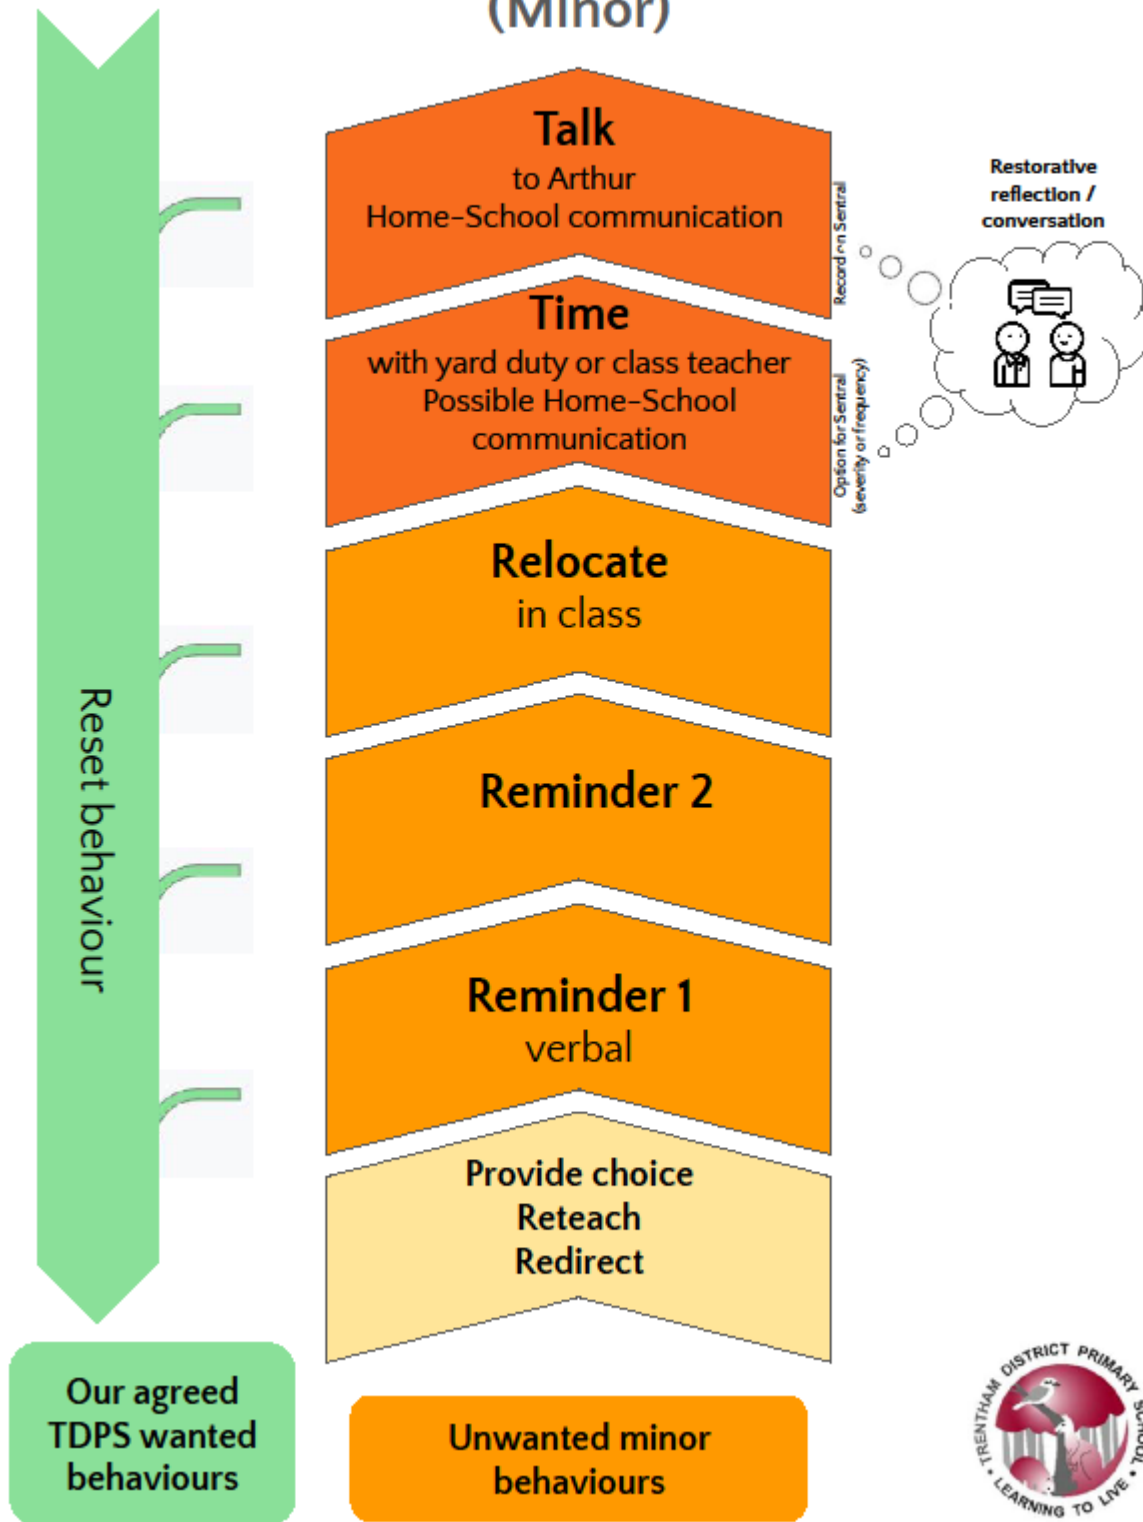 (Minor)
Talk
to Arthur
Home-School communication
Record on Sentral
Restorative
reflection /
conversation
Time
with yard duty or class teacher
Possible Home-School
communication
Option for Sentral
(severity or frequency)
Relocate
in class
Reminder 2
Reminder 1
verbal
Provide choice
Reteach
Redirect
Reset behaviour
Our agreed
TDPS wanted
behaviours
Unwanted minor
behaviours
TRENTHAM DISTRICT PRIMARY SCHOOL
• LEARNING TO LIVE •